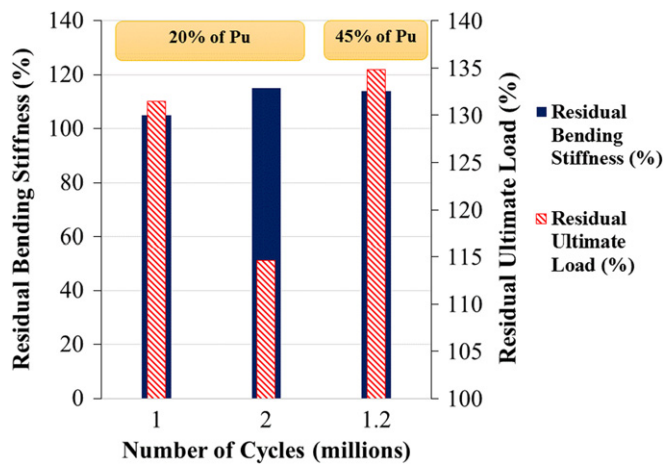 20% of Pu
45% of Pu
Residual Bending Stiffness (%)
140
120
100
80
60
40
20
0
140
135
130
125
120
115
110
105
100
Residual Ultimate Load (%)
Residual
Bending
Stiffness (%)
Residual
Ultimate
Load (%)
1
2
1.2
Number of Cycles (millions)